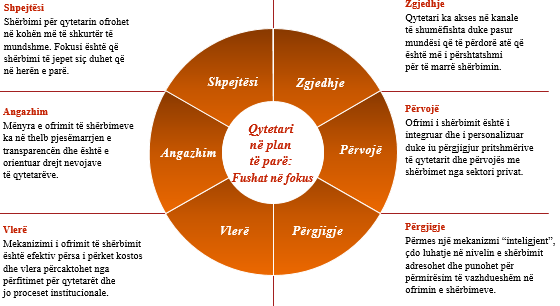 Shpejtësi
Shërbimi për qytetarin ofrohet
në kohën më të shkurtër të
mundshme. Fokusi është që
shërbimi të jepet siç duhet që
në herën e parë.
Zgjedhje
Qytetari ka akses në kanale
të shumëfishta duke pasur
mundësi që të përdorë atë që
është më i përshtatshmi
për të marrë shërbimin.
Angazhim
Mënyra e ofrimit të shërbimeve
ka në thelb pjesëmarrjen e
transparencën dhe është e
orientuar drejt nevojave
të qytetarëve.
Përvojë
Ofrimi i shërbimit është i
integruar dhe i personalizuar
duke iu përgjigjur pritshmërive
të qytetarit dhe përvojës me
shërbimet nga sektori privat.
Vlerë
Mekanizimi i ofrimit të shërbimit
është efektiv përsa i përket kostos
dhe vlera përcaktohet nga
përfitimet për qytetarët dhe
jo proceset institucionale.
Përgjigje
Përmes një mekanizmi “inteligjent”,
çdo luhatje në nivelin e shërbimit
adresohet dhe punohet për
përmirësim të vazhdueshëm në
ofrimin e shërbimeve.
Shpejtësi
Zgjedhje
Angazhim
Përvojë
Vlerë
Përgjigje
Qytetari
në plan
të parë:
Fushat në fokus